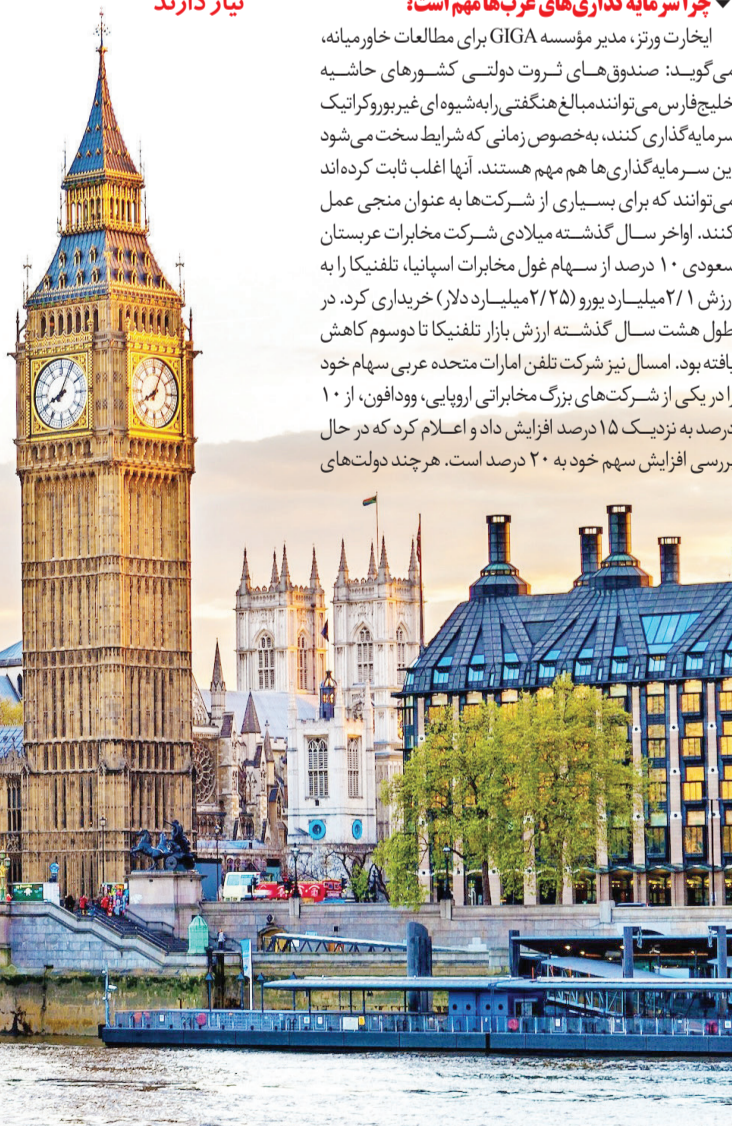 نیاز دارند
چرا سرمایه گذاری‌های عرب‌ها مهم است؟
ایخارت ورتز، مدیر مؤسسه GIGA برای مطالعات خاورمیانه،
می‌گوید: صندوق‌های ثروت دولتی کشورهای حاشیه
خلیج‌فارس می‌توانند مبالغ هنگفتی را به شیوه‌ای غیربوروکراتیک
سرمایه‌گذاری کنند، به‌خصوص زمانی که شرایط سخت می‌شود
این سرمایه‌گذاری‌ها هم مهم هستند. آنها اغلب ثابت کرده‌اند
می‌توانند که برای بسیاری از شرکت‌ها به عنوان منجی عمل
کنند. اواخر سال گذشته میلادی شرکت مخابرات عربستان
سعودی ۱۰ درصد از سهام غول مخابرات اسپانیا، تلفنیکا را به
ارزش ۲/۱ میلیارد یورو (۲/۲۵ میلیارد دلار) خریداری کرد. در
طول هشت سال گذشته ارزش بازار تلفنیکا تا دوسوم کاهش
یافته بود. امسال نیز شرکت تلفن امارات متحده عربی سهام خود
را در یکی از شرکت‌های بزرگ مخابراتی اروپایی، وودافون، از ۱۰
درصد به نزدیک ۱۵ درصد افزایش داد و اعلام کرد که در حال
بررسی افزایش سهم خود به ۲۰ درصد است. هر چند دولت‌های